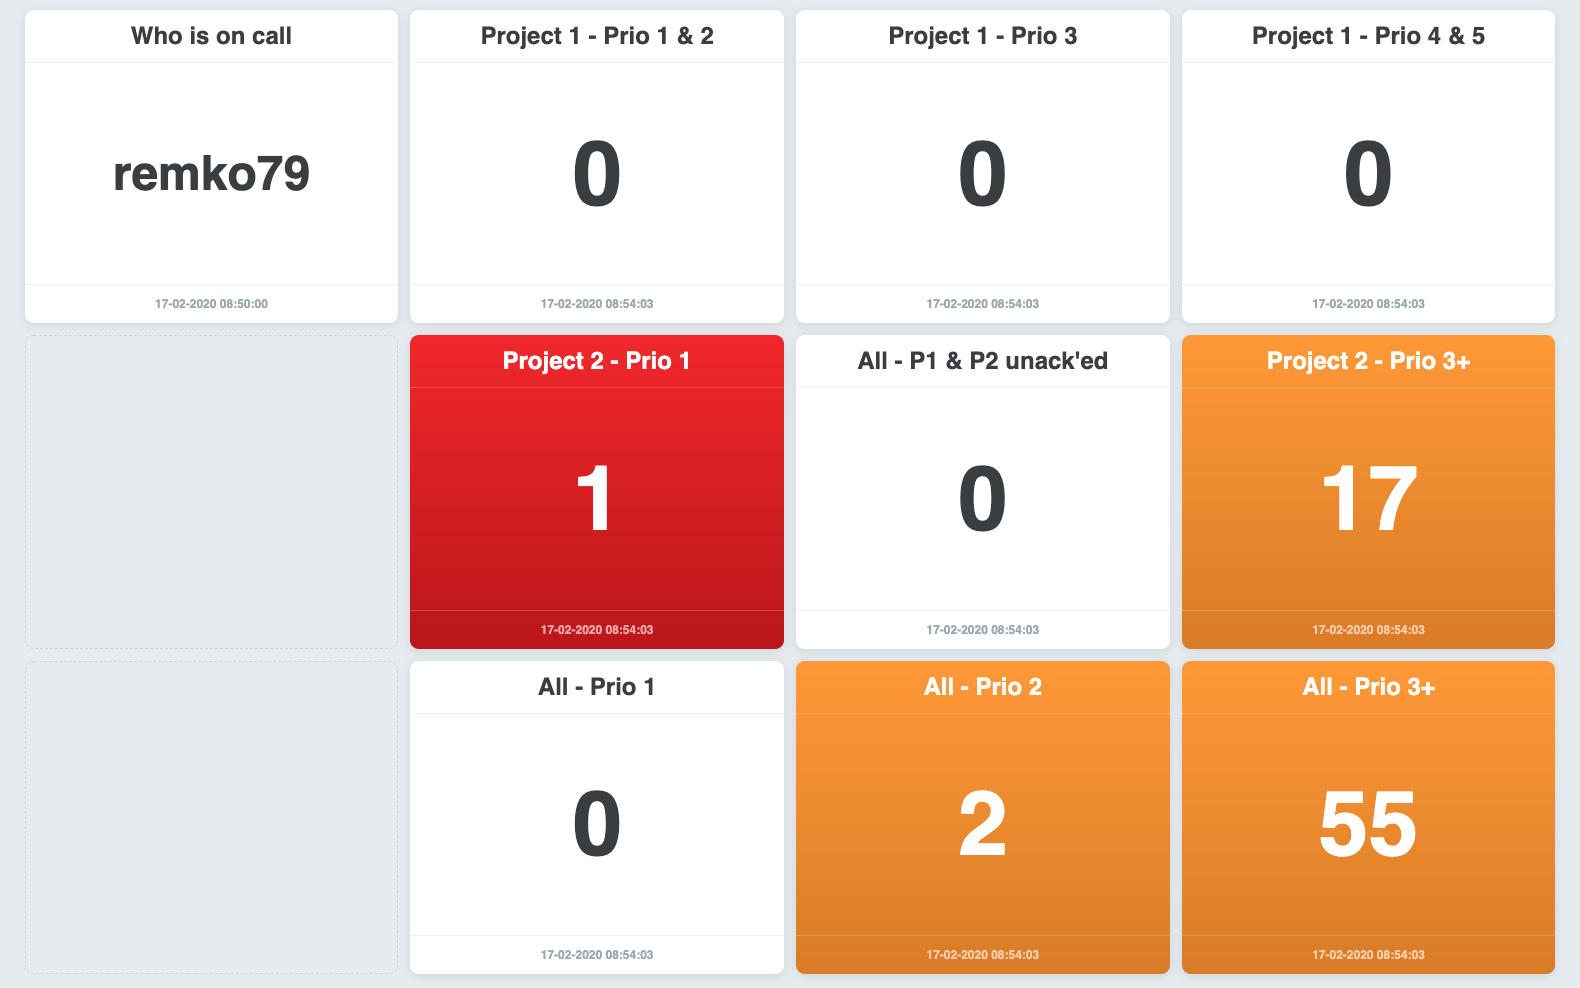 Who is on call
remko79
17-02-2020 08:50:00
Project 1 - Prio 1 & 2
0
17-02-2020 08:54:03
Project 1 - Prio 3
0
17-02-2020 08:54:03
Project 1 - Prio 4 & 5
0
17-02-2020 08:54:03
Project 2 - Prio 1
1
17-02-2020 08:54:03
All - P1 & P2 unack'ed
0
17-02-2020 08:54:03
Project 2 - Prio 3+
17
17-02-2020 08:54:03
All - Prio 1
0
17-02-2020 08:54:03
All - Prio 2
2
17-02-2020 08:54:03
All - Prio 3+
55
17-02-2020 08:54:03